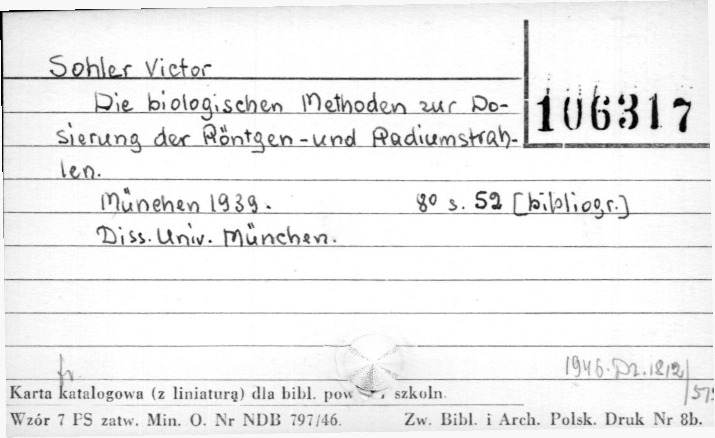 Sohler Victor
106317
Die biologischen Methoden zur Do-
sierung der Röntgen-und Radiumstrah-
len.
München 1939. 8° s. 52 [bibliogr.]
Diss. Univ. München.
fr
1946. Dz. 1812/
Karta katalogowa (z liniaturą) dla bibl. pow szkoln.
Wzór 7 PS zatw. Min. O. Nr NDB 797/46. Zw. Bibl. i Arch. Polsk. Druk Nr 8b.